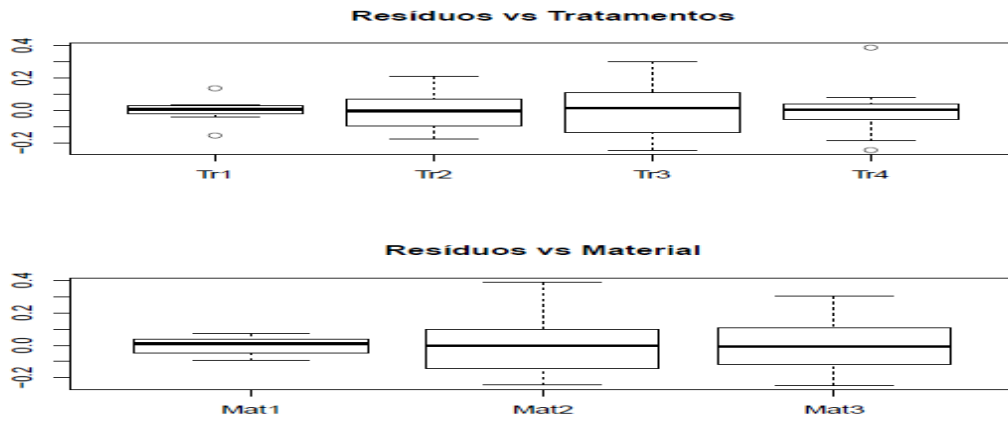 Resíduos vs Tratamentos
0.4
0.2
0.0
−0.2
Tr1 Tr2 Tr3 Tr4
Resíduos vs Material
0.4
0.2
0.0
−0.2
Mat1 Mat2 Mat3